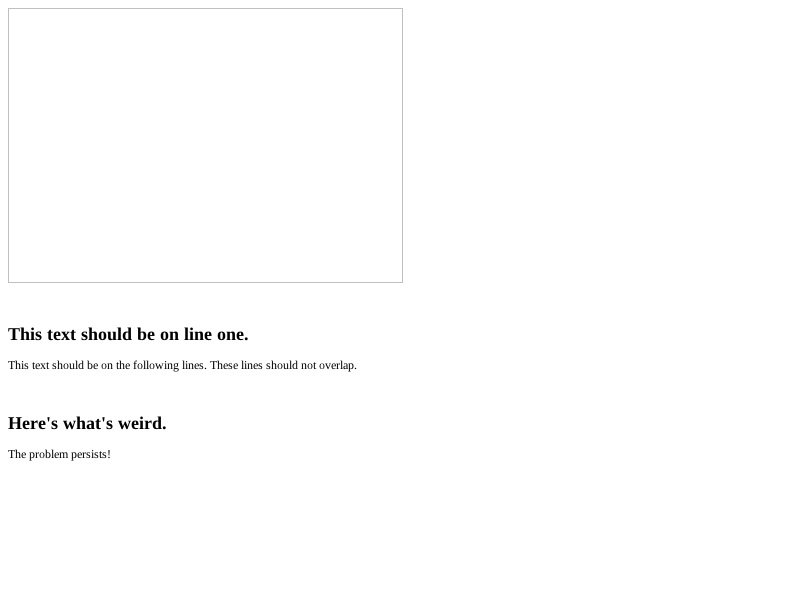 This text should be on line one.
This text should be on the following lines. These lines should not overlap.
Here's what's weird.
The problem persists!